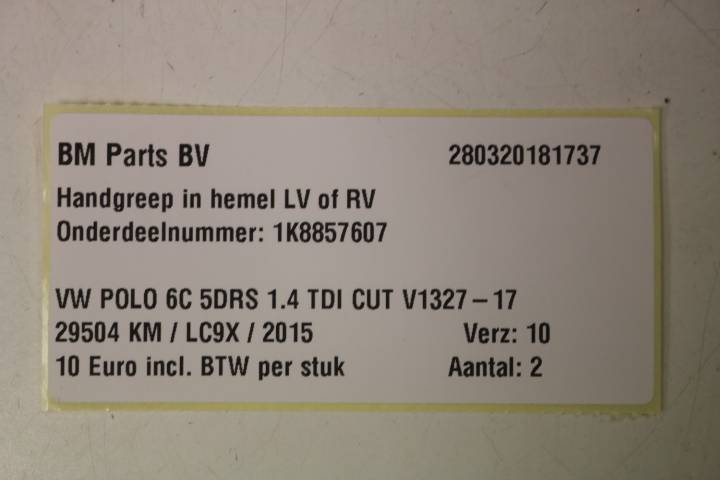 BM Parts BV 280320181737
Handgreep in hemel LV of RV
Onderdeelnummer: 1K8857607
VW POLO 6C 5DRS 1.4 TDI CUT V1327 – 17
29504 KM / LC9X / 2015 Verz: 10
10 Euro incl. BTW per stuk Aantal: 2